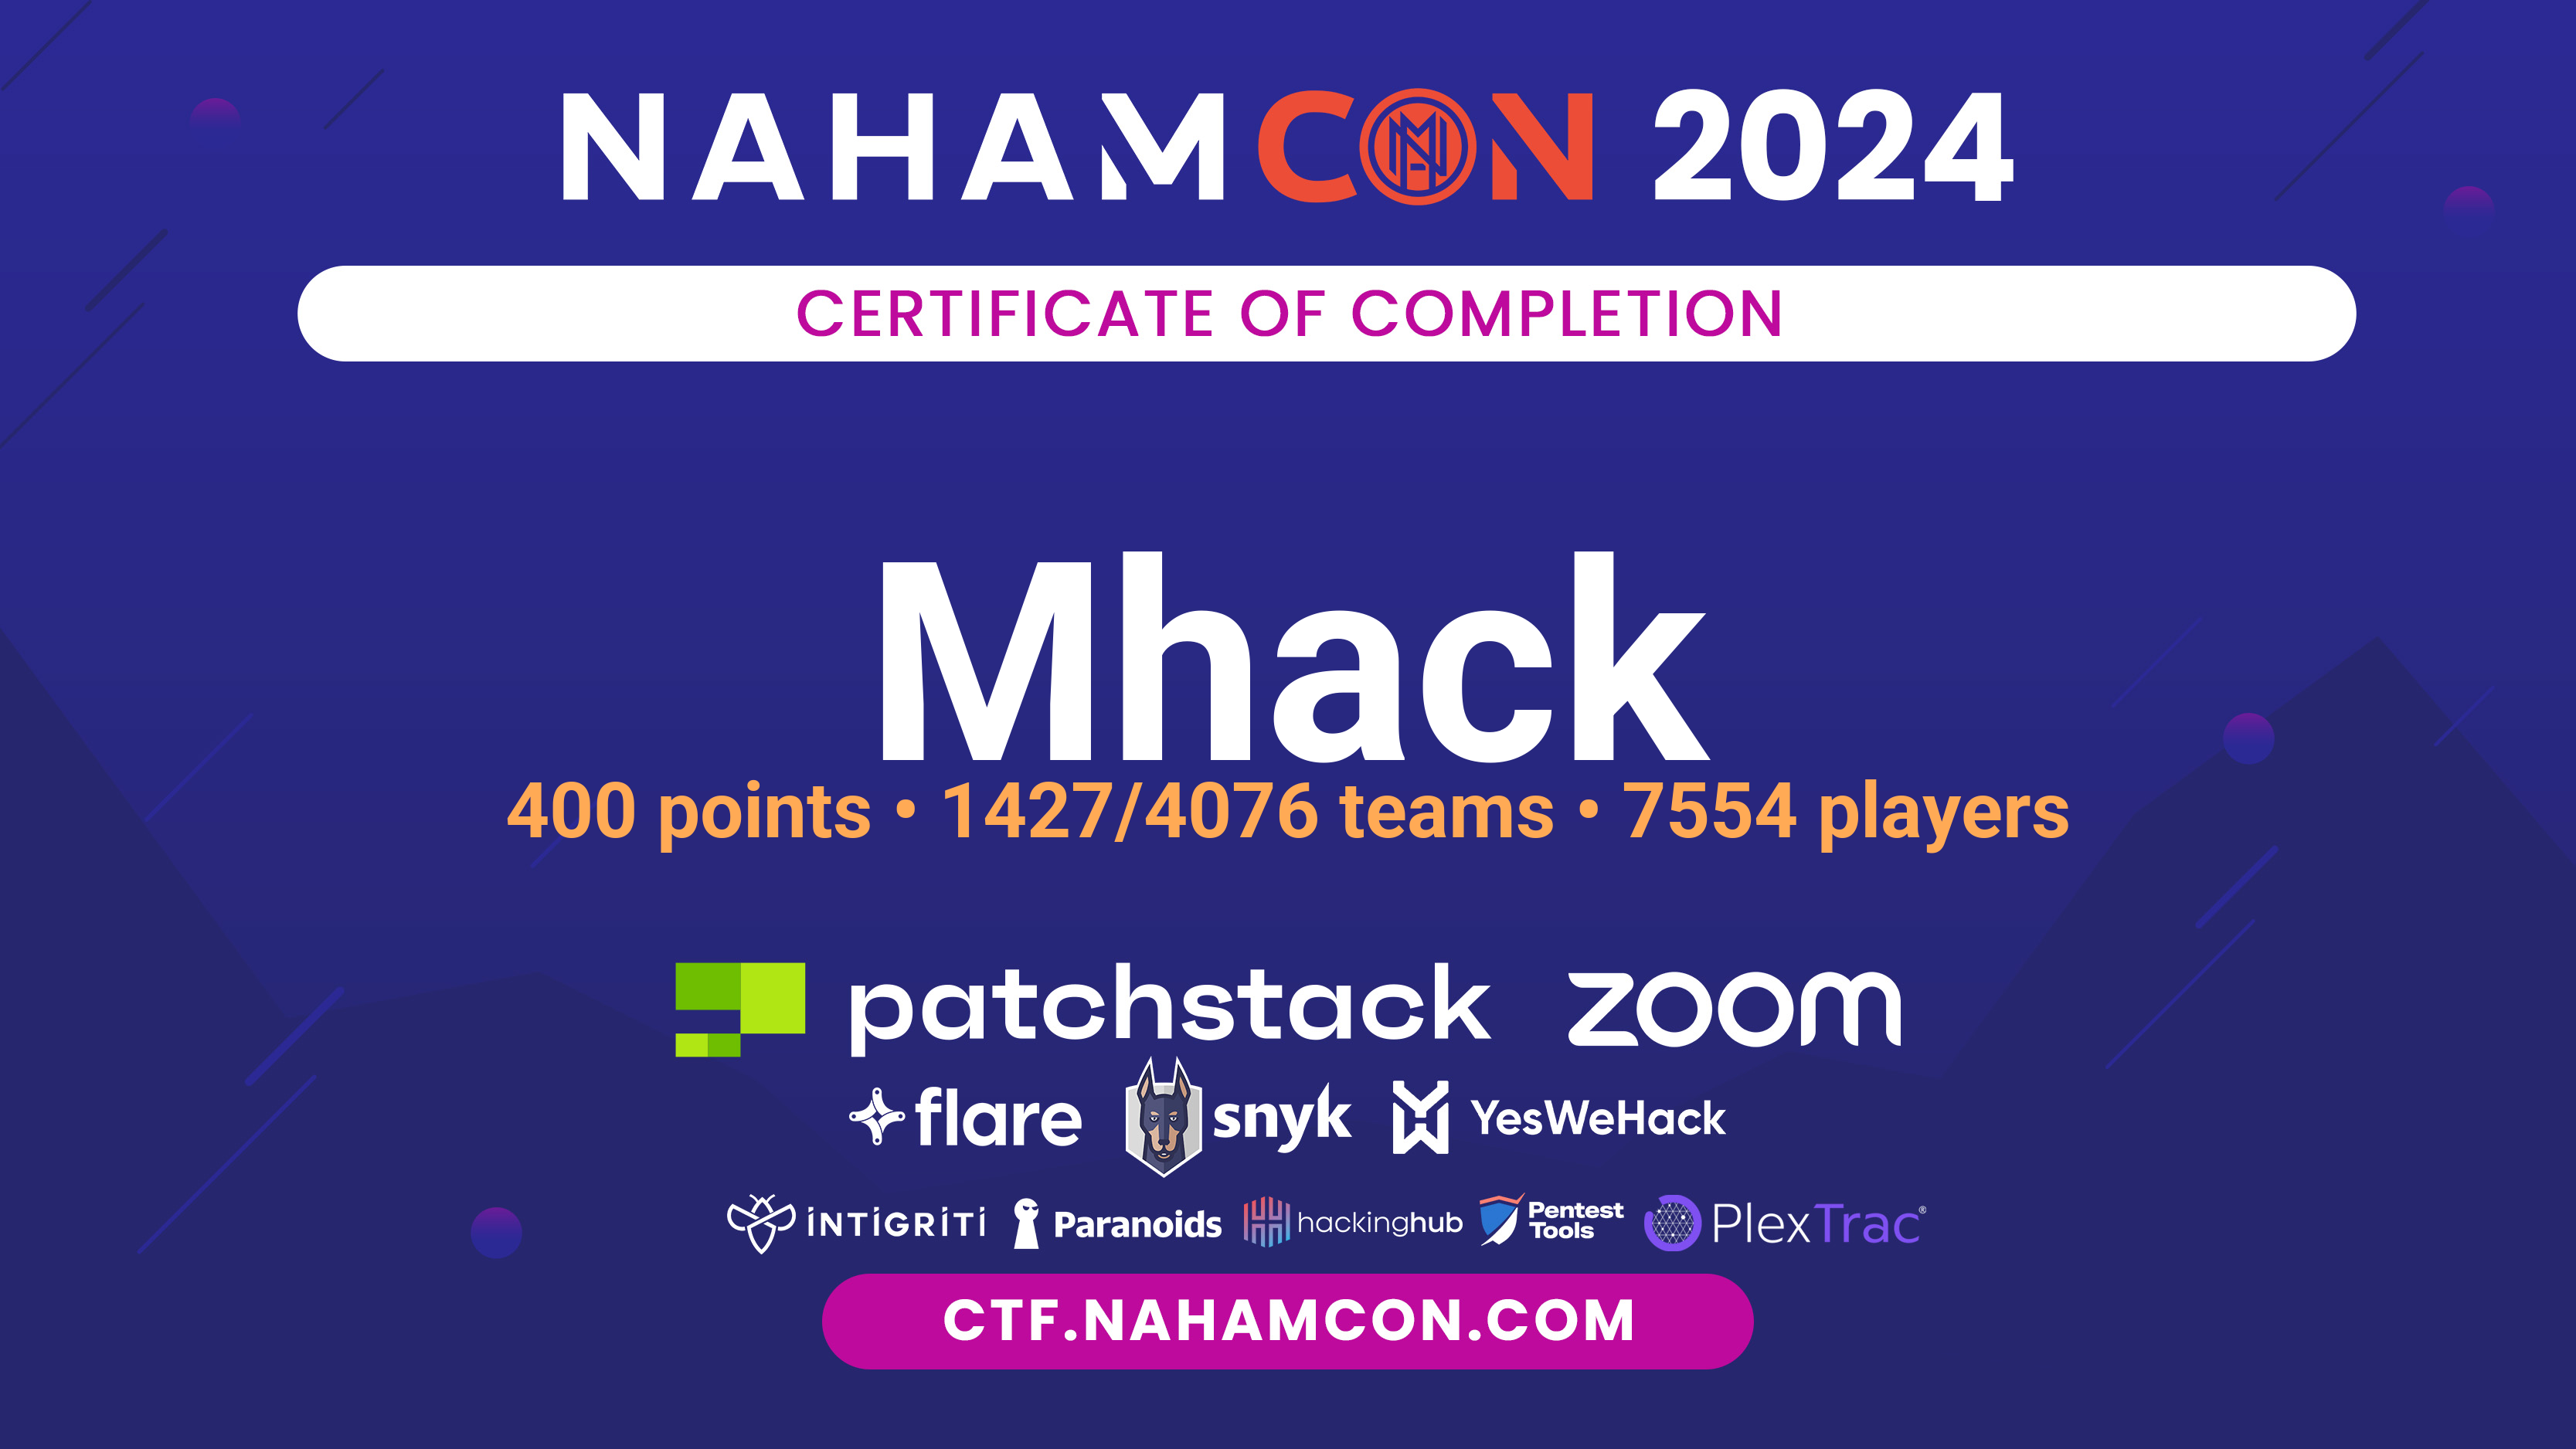 NAHAMCON 2024
CERTIFICATE OF COMPLETION
Mhack
400 points • 1427/4076 teams • 7554 players
patchstack zoom
flare snyk YesWeHack
INTIGRITI Paranoids hackinghub Pentest Tools PlexTrac®
CTF.NAHAMCON.COM